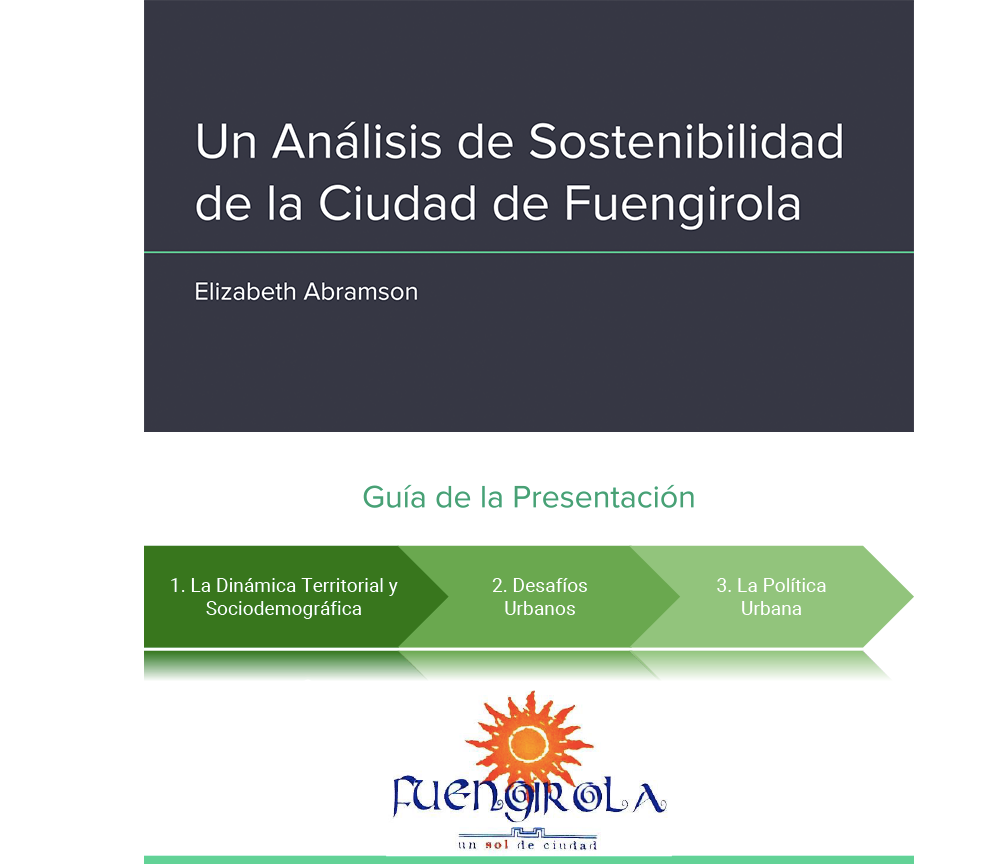 Un Análisis de Sostenibilidad
de la Ciudad de Fuengirola
Elizabeth Abramson
Guía de la Presentación
1. La Dinámica Territorial y
Sociodemográfica
2. Desafíos
Urbanos
3. La Política
Urbana
FUENGIROLA
un sol de ciudad